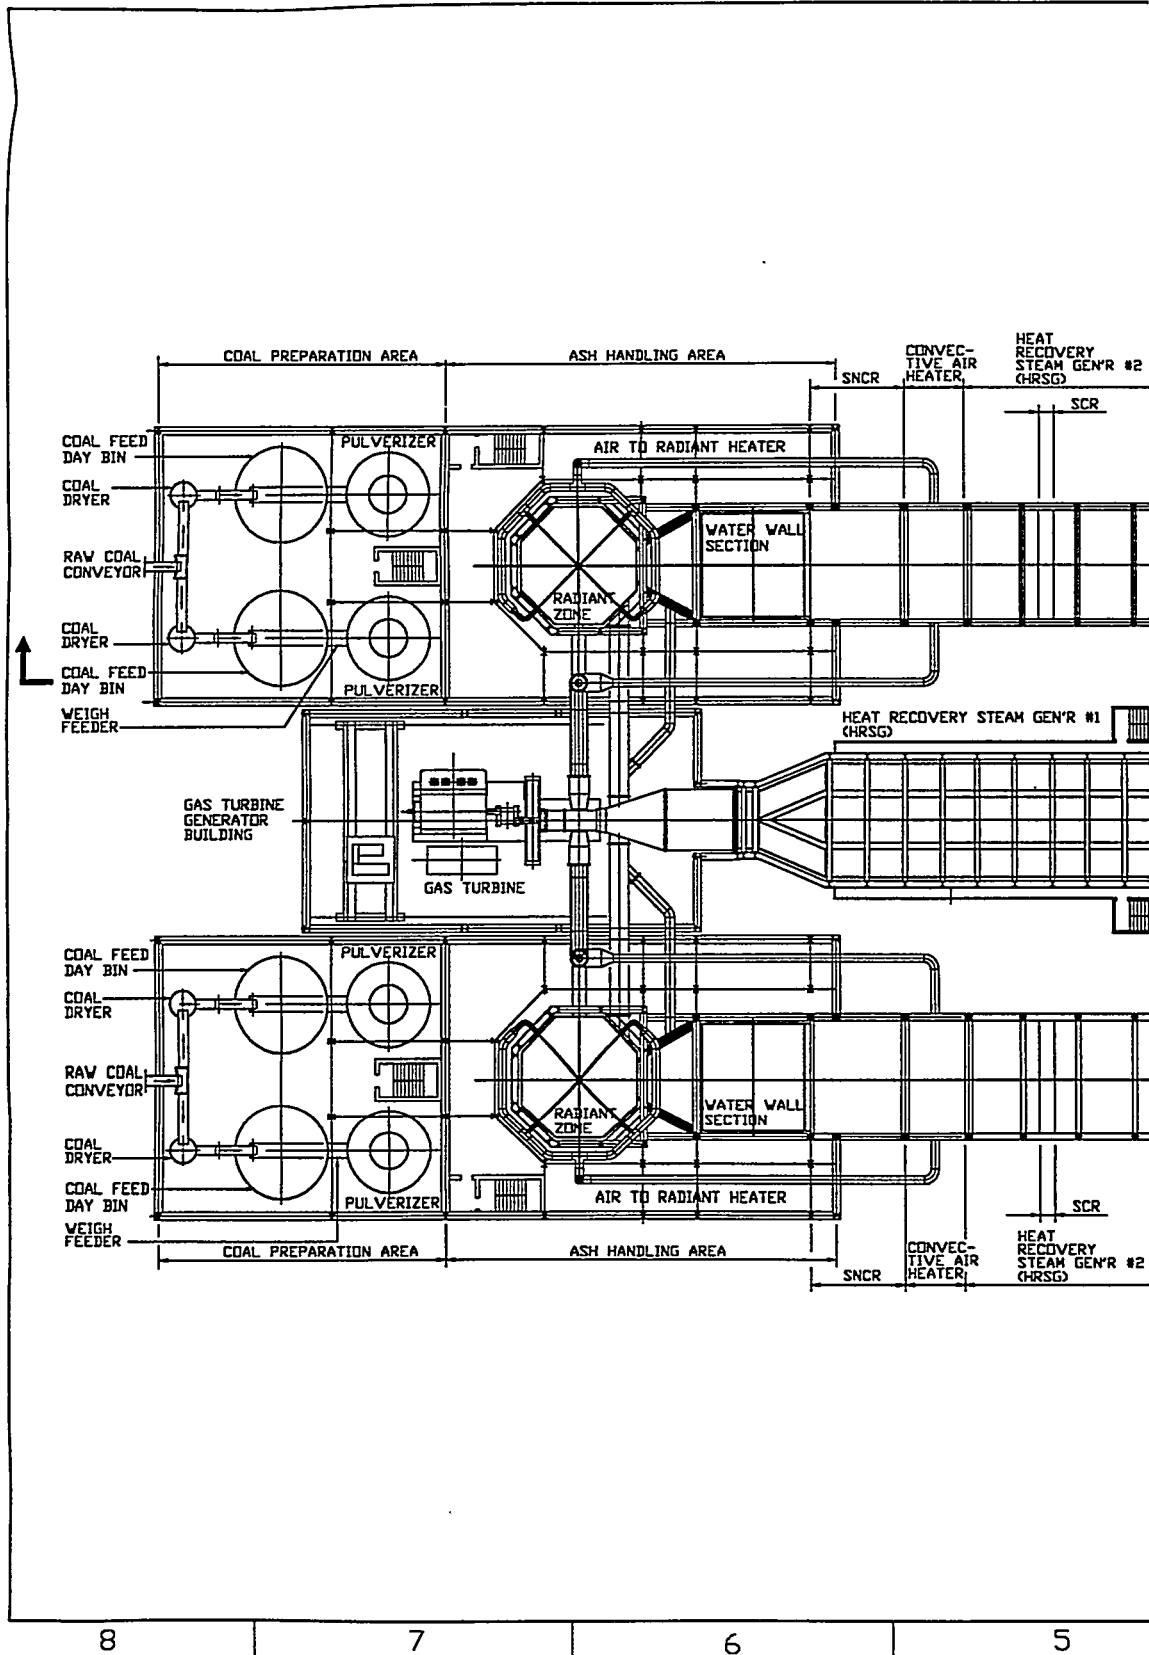 COAL PREPARATION AREA
ASH HANDLING AREA
SNCR
CONVEC-
TIVE AIR
HEATER
HEAT
RECOVERY
STEAM GEN'R #2
(HRSG)
SCR
COAL FEED
DAY BIN
COAL
DRYER
RAW COAL
CONVEYOR
COAL
DRYER
COAL FEED
DAY BIN
WEIGH
FEEDER
PULVERIZER
PULVERIZER
AIR TO RADIANT HEATER
WATER WALL
SECTION
RADIANT
ZONE
HEAT RECOVERY STEAM GEN'R #1
(HRSG)
GAS TURBINE
GENERATOR
BUILDING
GAS TURBINE
COAL FEED
DAY BIN
COAL
DRYER
RAW COAL
CONVEYOR
COAL
DRYER
COAL FEED
DAY BIN
WEIGH
FEEDER
PULVERIZER
PULVERIZER
RADIANT
ZONE
WATER WALL
SECTION
AIR TO RADIANT HEATER
COAL PREPARATION AREA
ASH HANDLING AREA
SNCR
CONVEC-
TIVE AIR
HEATER
SCR
HEAT
RECOVERY
STEAM GEN'R #2
(HRSG)
8 7 6 5